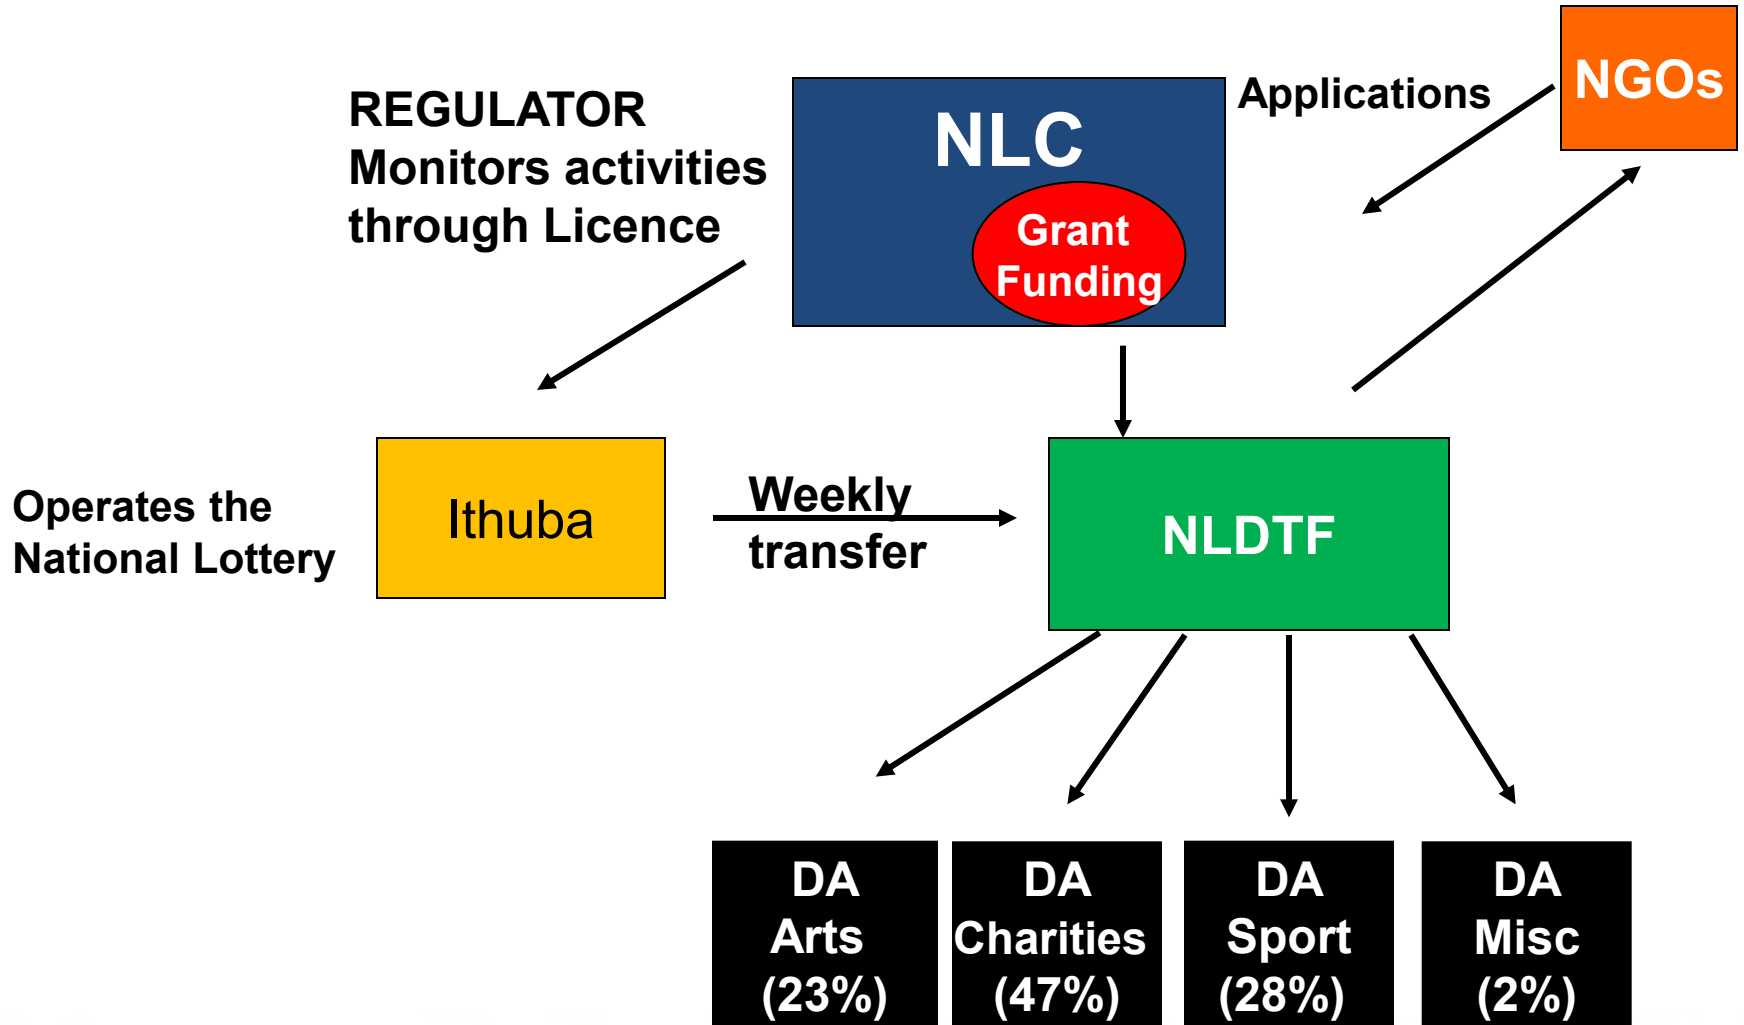 REGULATOR
Monitors activities
through Licence
NLC
Grant
Funding
Applications
NGOs
Operates the
National Lottery
Ithuba
Weekly
transfer
NLDTF
DA
Arts
(23%)
DA
Charities
(47%)
DA
Sport
(28%)
DA
Misc
(2%)